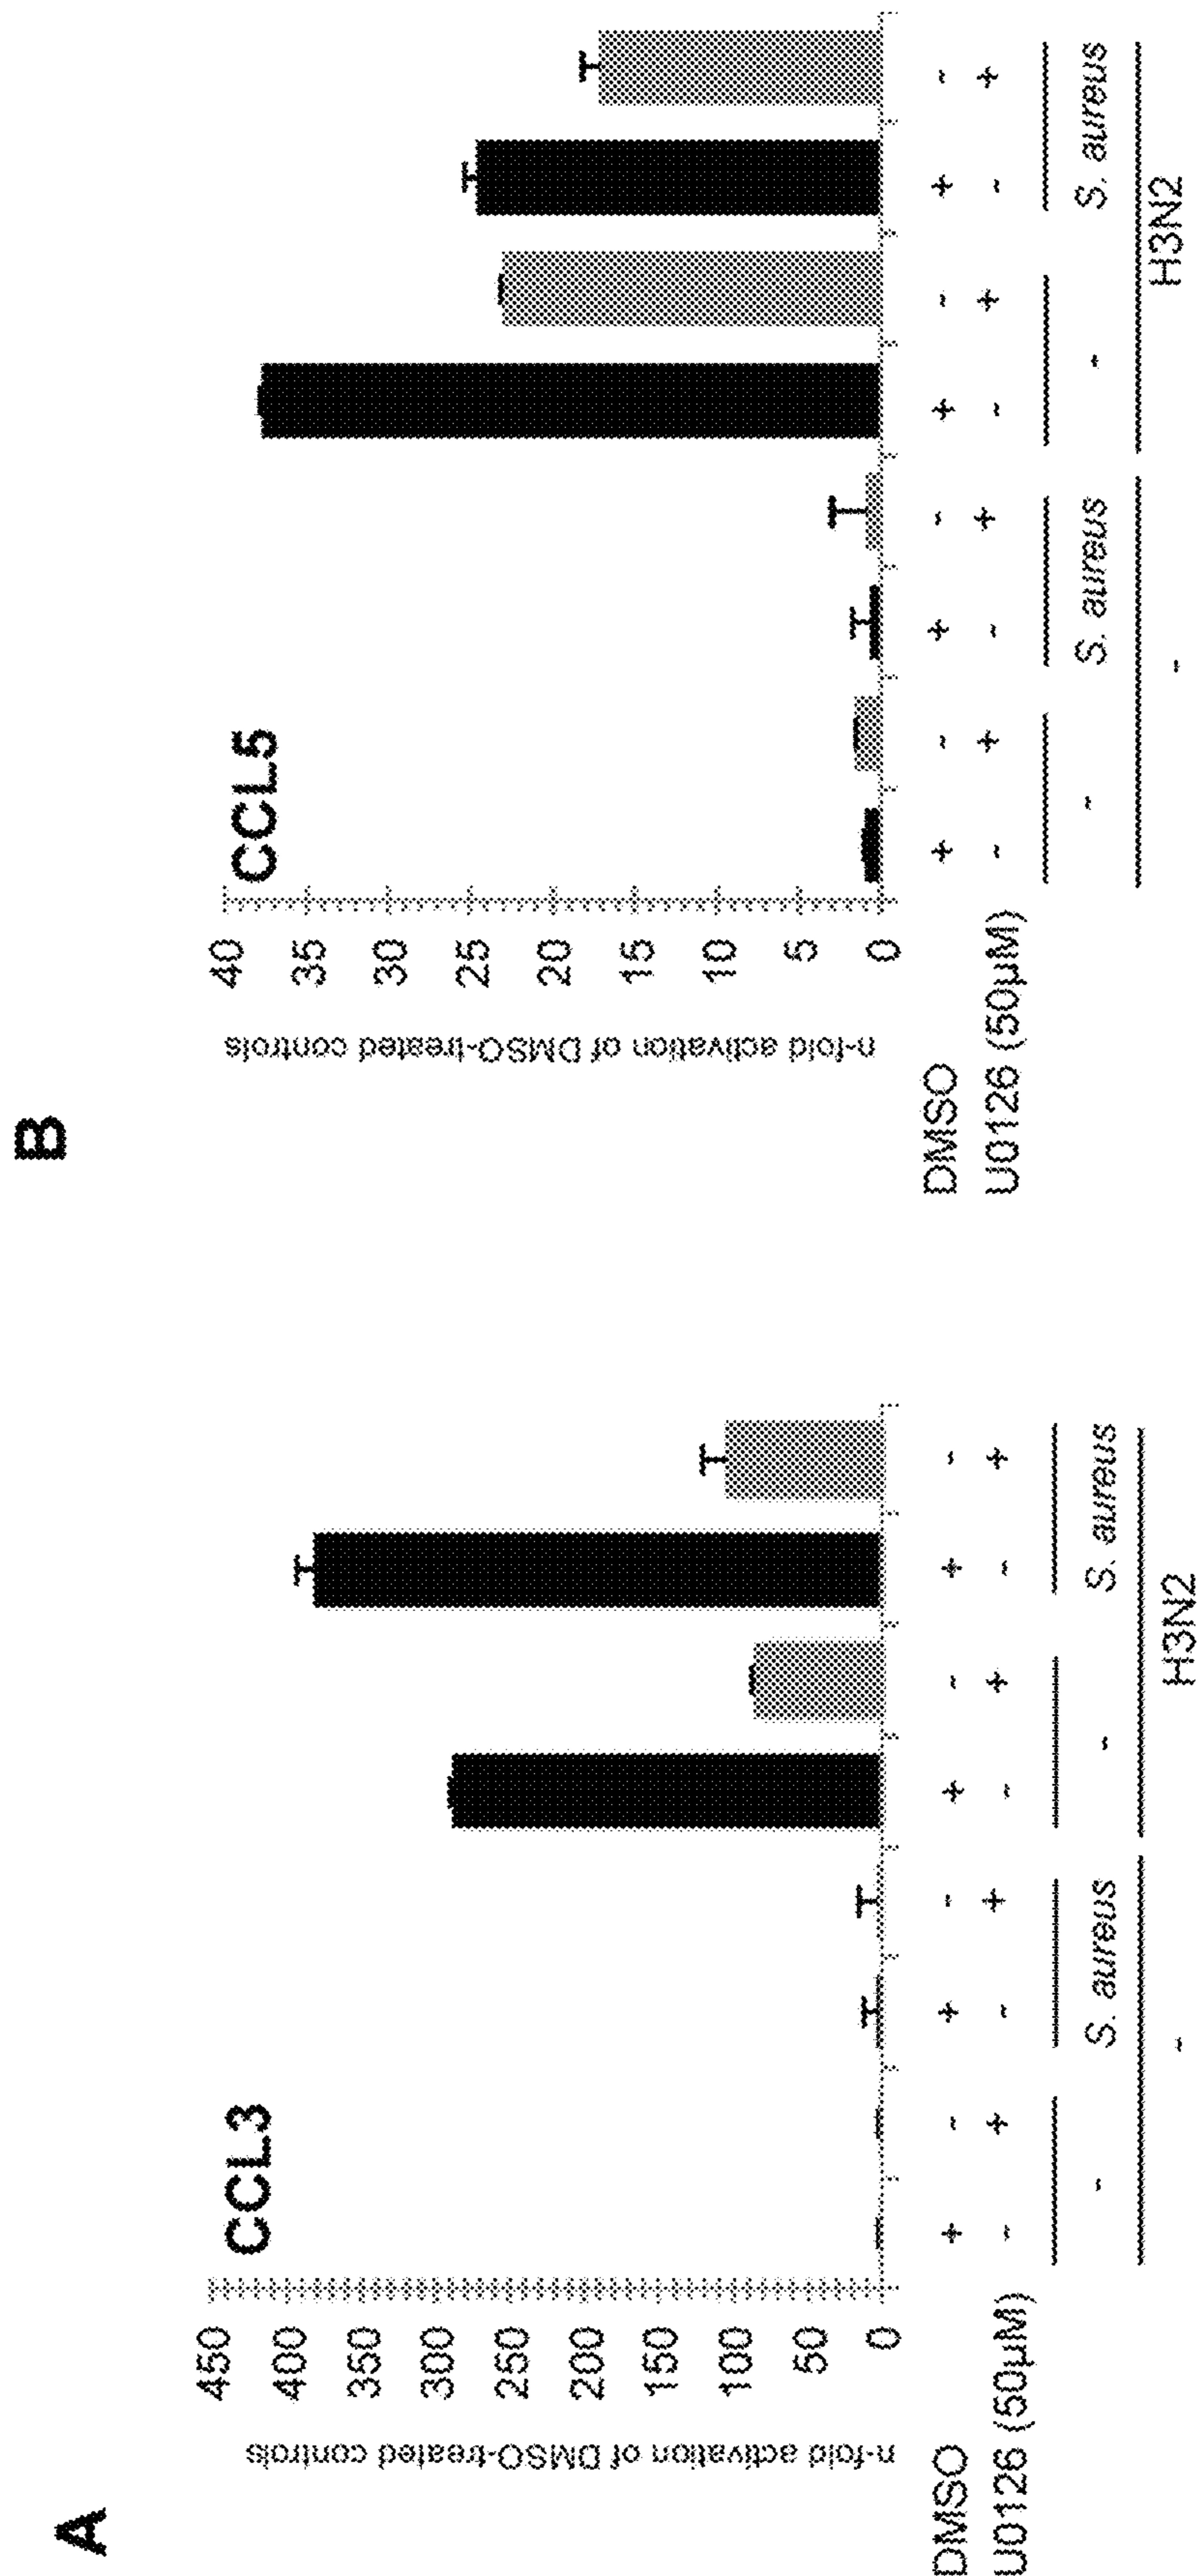 A
CCL3
n-fold activation of DMSO-treated controls
450
400
350
300
250
200
150
100
50
0
DMSO + - + - + - + -
U0126 (50µM) - + - + - + - +
- S. aureus - S. aureus
- H3N2
B
CCL5
n-fold activation of DMSO-treated controls
40
35
30
25
20
15
10
5
0
DMSO + - + - + - + -
U0126 (50µM) - + - + - + - +
- S. aureus - S. aureus
- H3N2